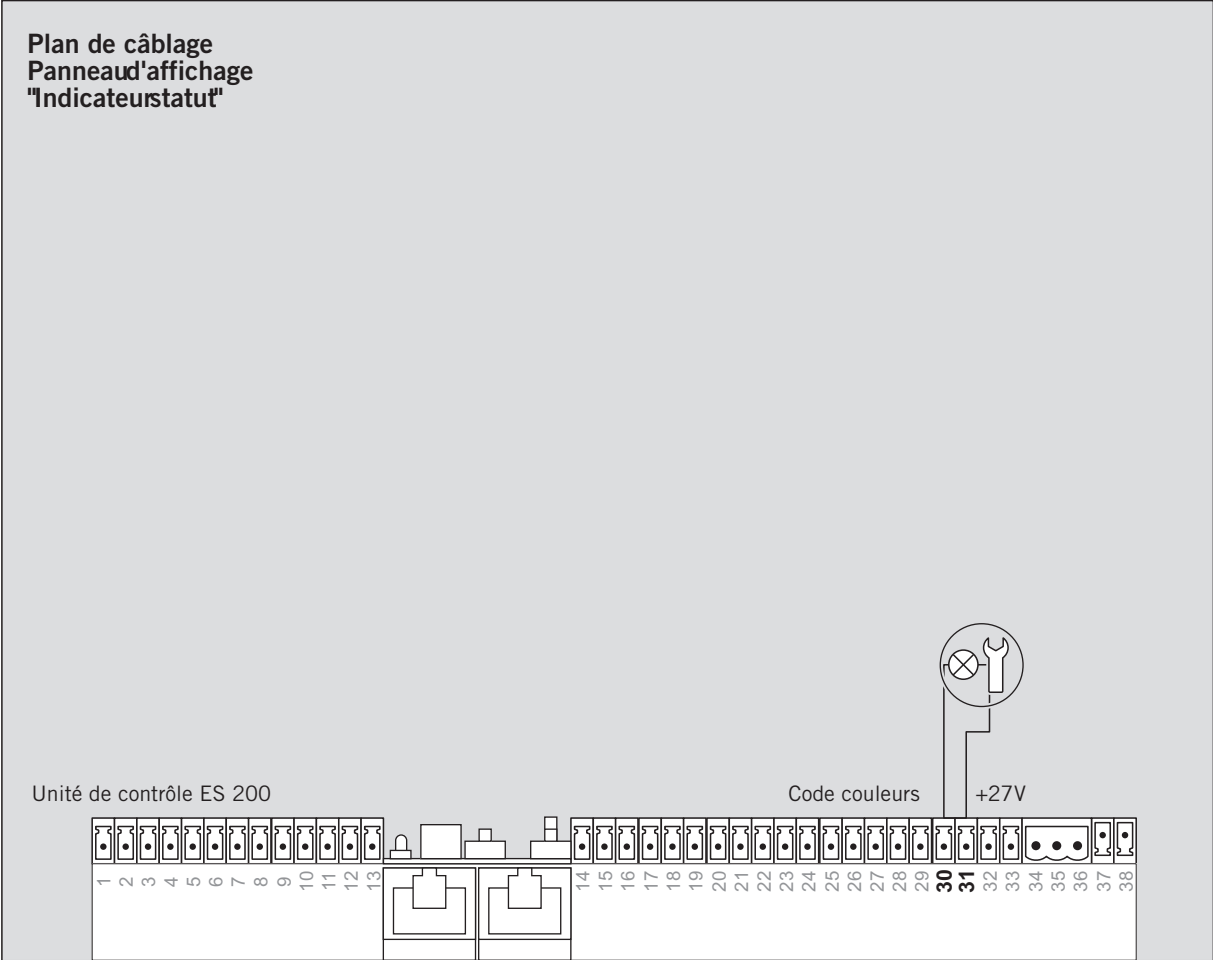 Plan de câblage
Panneaud'affichage
"Indicateurstatut"
Unité de contrôle ES 200
Code couleurs
+27V
1 2 3 4 5 6 7 8 9 10 11 12 13 14 15 16 17 18 19 20 21 22 23 24 25 26 27 28 29 30 31 32 33 34 35 36 37 38